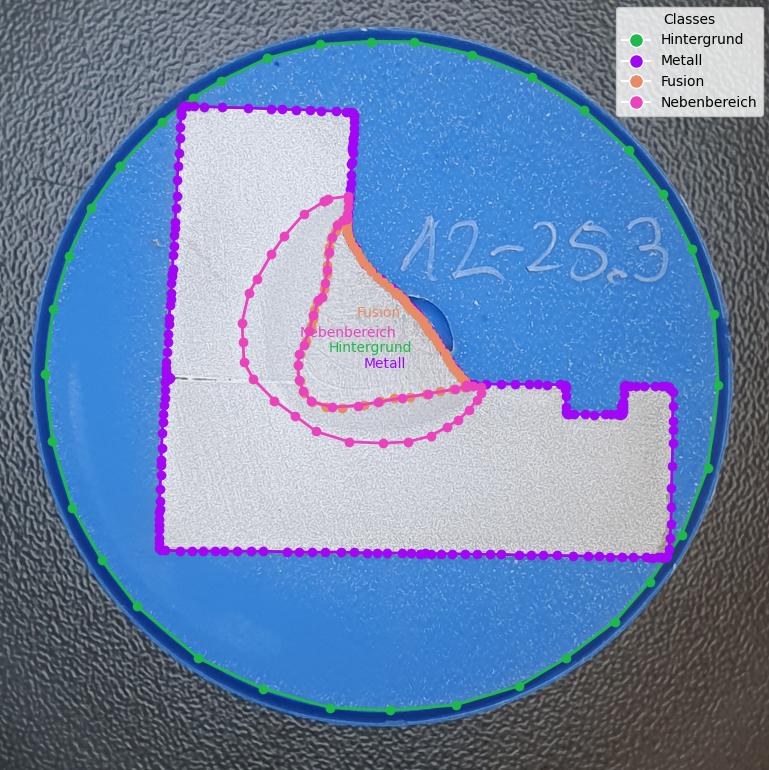 Classes
Hintergrund
Metall
Fusion
Nebenbereich
12-25.3
Fusion
Nebenbereich
Hintergrund
Metall